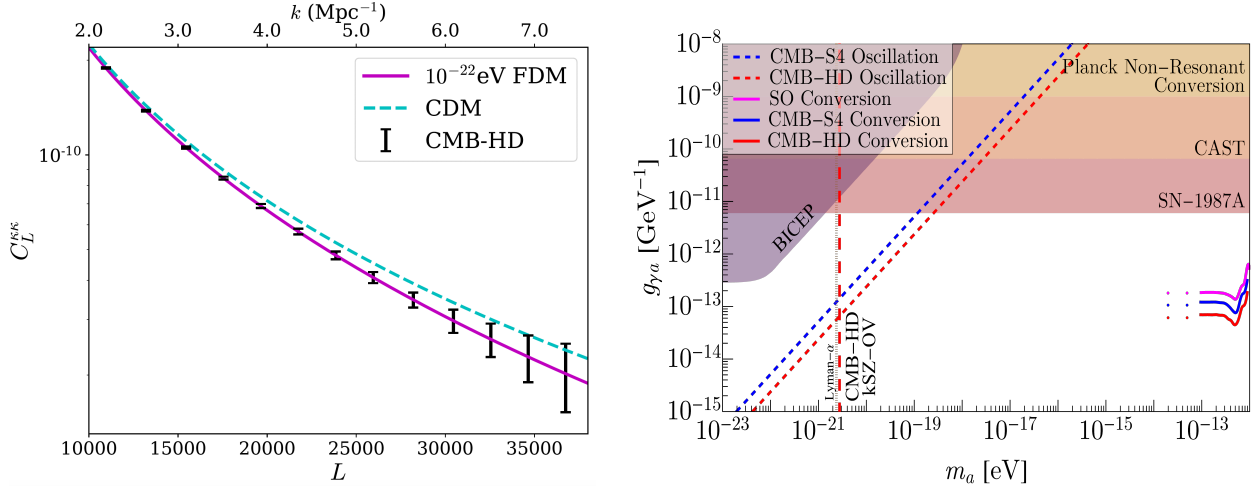 k (Mpc⁻¹)
2.0 3.0 4.0 5.0 6.0 7.0
10⁻²²eV FDM
CDM
CMB-HD
10⁻¹⁰
C_L^κκ
10000 15000 20000 25000 30000 35000
L
10⁻⁸
10⁻⁹
10⁻¹⁰
10⁻¹¹
10⁻¹²
10⁻¹³
10⁻¹⁴
10⁻¹⁵
g_γa [GeV⁻¹]
CMB−S4 Oscillation
CMB−HD Oscillation
SO Conversion
CMB−S4 Conversion
CMB−HD Conversion
Planck Non−Resonant
Conversion
CAST
SN−1987A
BICEP
Lyman−α
CMB−HD
kSZ−OV
10⁻²³ 10⁻²¹ 10⁻¹⁹ 10⁻¹⁷ 10⁻¹⁵ 10⁻¹³
m_a [eV]